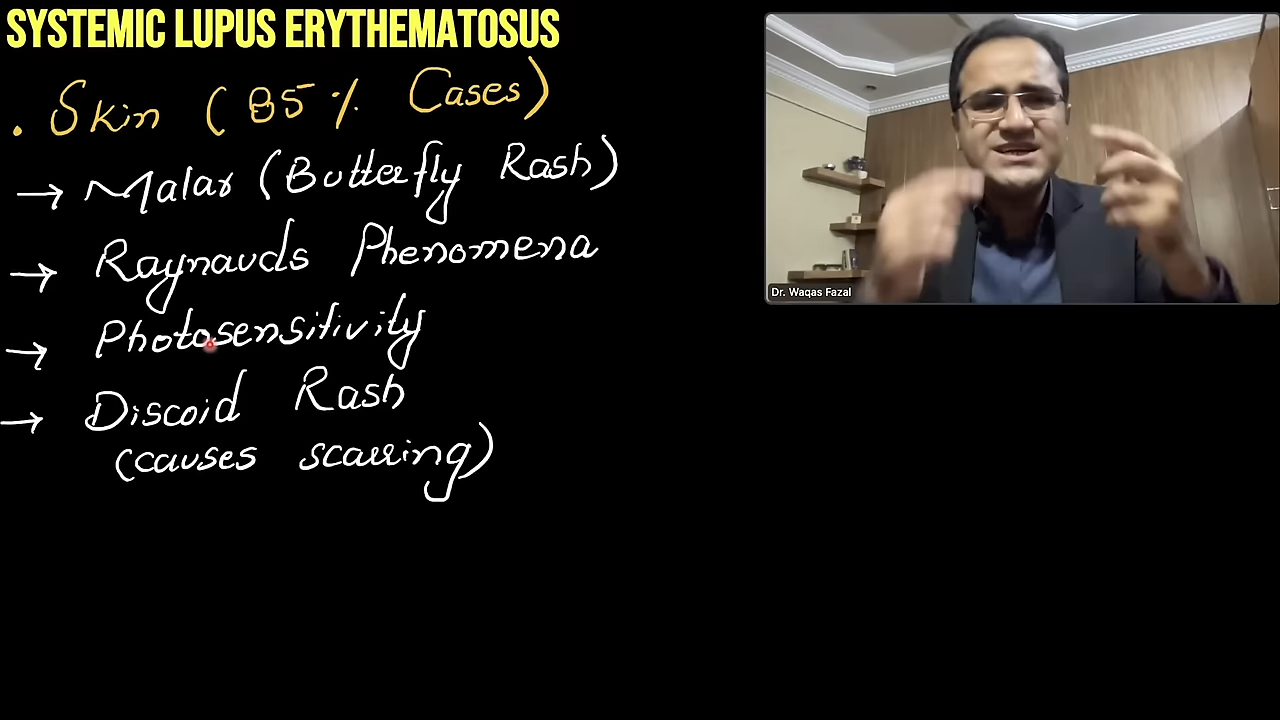 SYSTEMIC LUPUS ERYTHEMATOSUS
. Skin (85% Cases)
→ Malar (Butterfly Rash)
→ Raynauds Phenomena
→ Photosensitivity
→ Discoid Rash
(causes scarring)
Dr. Waqas Fazal